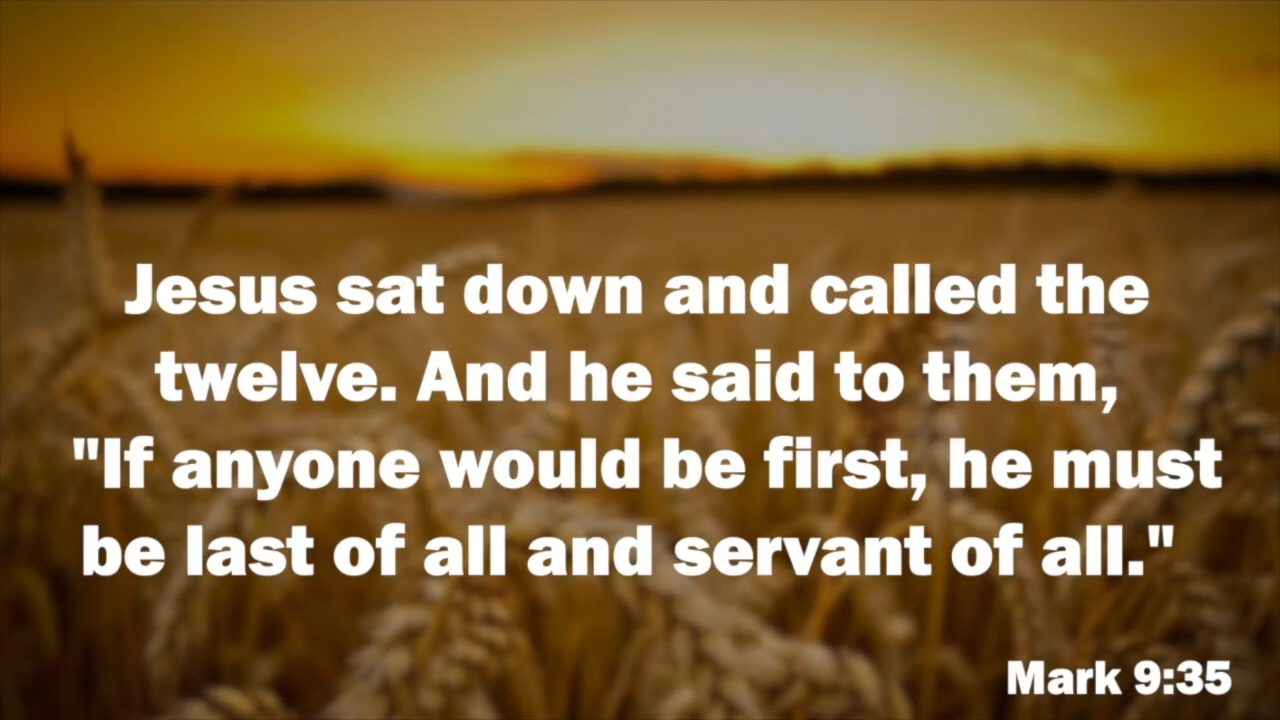 Jesus sat down and called the
twelve. And he said to them,
"If anyone would be first, he must
be last of all and servant of all."
Mark 9:35